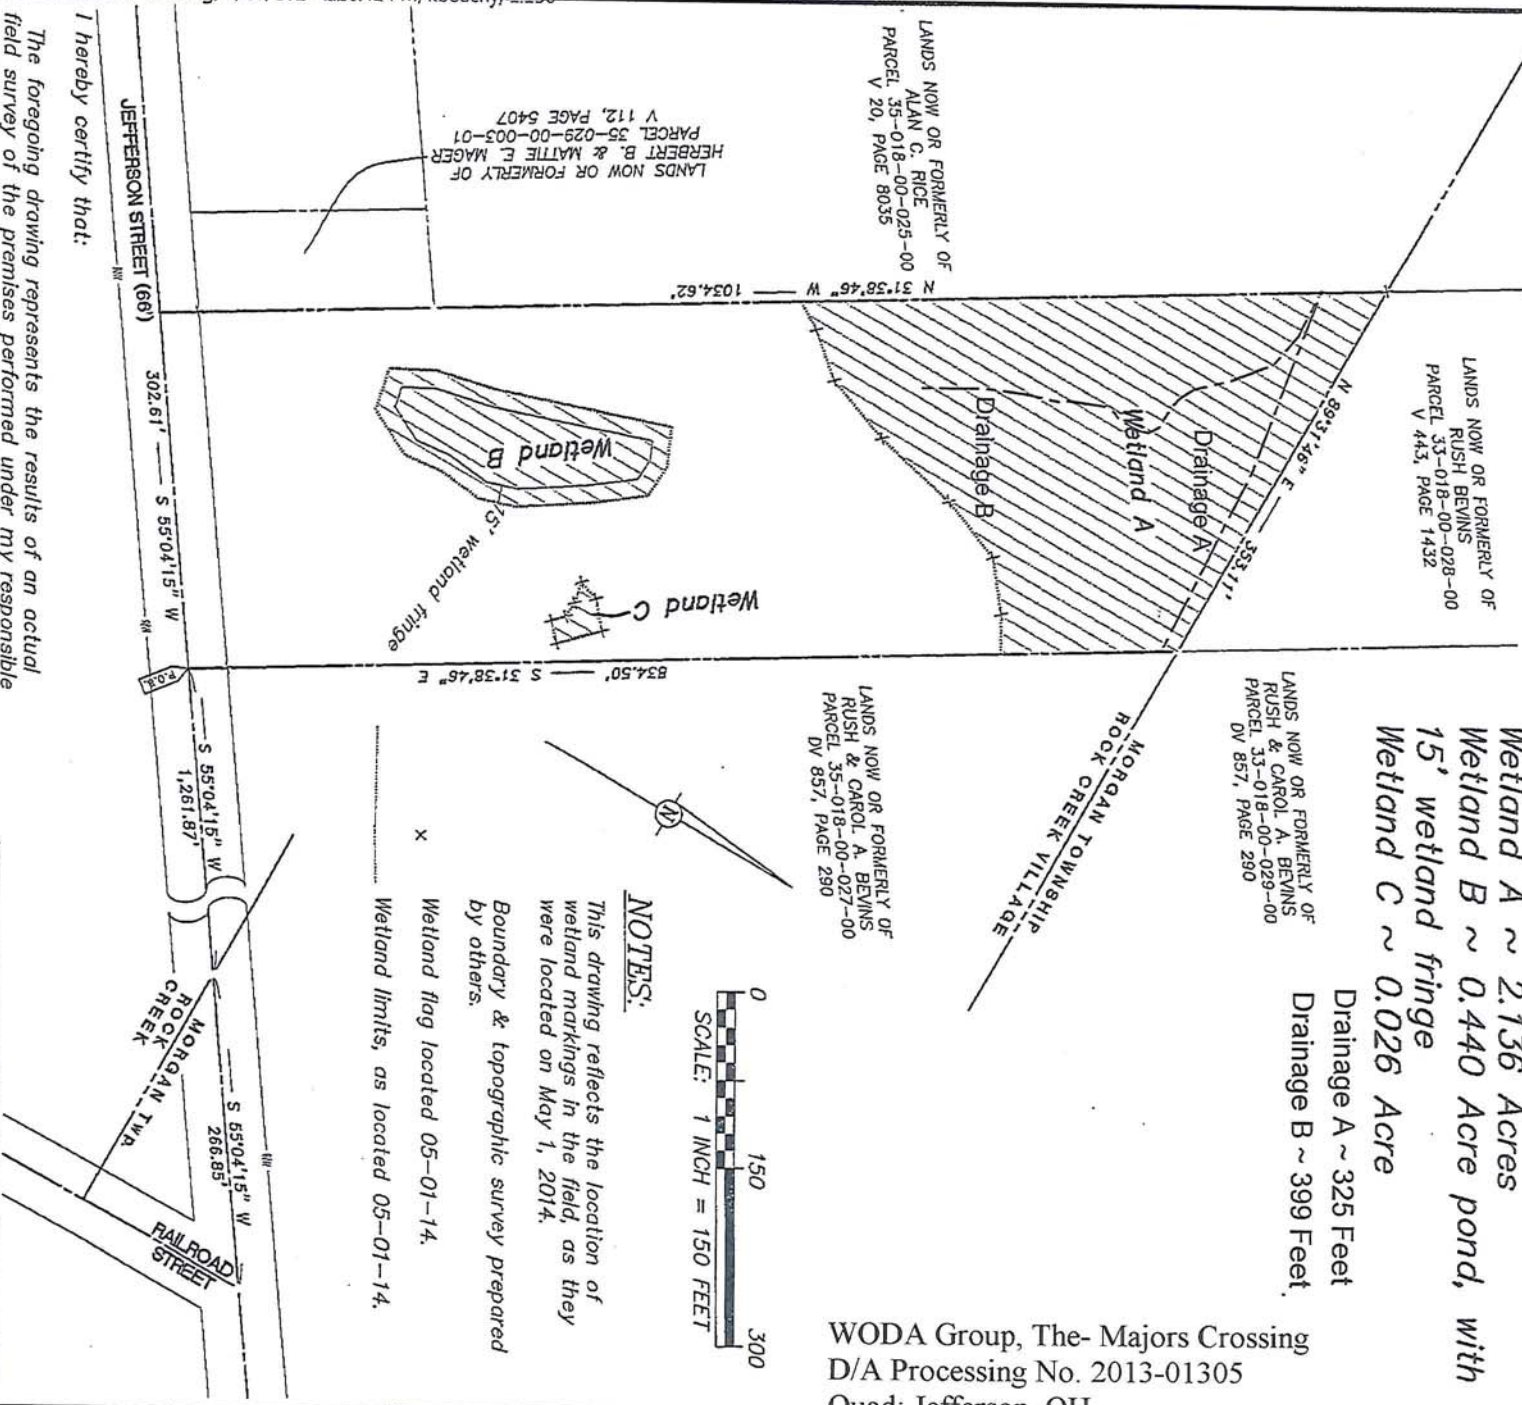 Wetland A ~ 2.136 Acres
Wetland B ~ 0.440 Acre pond, with
15' wetland fringe
Wetland C ~ 0.026 Acre
Drainage A ~ 325 Feet
Drainage B ~ 399 Feet
LANDS NOW OR FORMERLY OF
RUSH BEVINS
PARCEL 33-018-00-028-00
V 443, PAGE 1432
LANDS NOW OR FORMERLY OF
RUSH & CAROL A. BEVINS
PARCEL 33-018-00-029-00
DV 857, PAGE 290
N 89°31'46" E
353.11'
MORGAN TOWNSHIP
ROCK CREEK VILLAGE
LANDS NOW OR FORMERLY OF
ALAN C. RICE
PARCEL 35-018-00-025-00
V 20, PAGE 8035
N 31°38'46" W
1034.62'
Drainage A
Wetland A
Drainage B
LANDS NOW OR FORMERLY OF
RUSH & CAROL A. BEVINS
PARCEL 35-018-00-027-00
DV 857, PAGE 290
LANDS NOW OR FORMERLY OF
HERBERT B. & MATTIE E. MAGER
PARCEL 35-029-00-003-01
V 112, PAGE 5407
Wetland B
15' wetland fringe
Wetland C
834.50'
S 31°38'46" E
N
0
150
300
SCALE: 1 INCH = 150 FEET
NOTES:
This drawing reflects the location of
wetland markings in the field, as they
were located on May 1, 2014.
Boundary & topographic survey prepared
by others.
x Wetland flag located 05-01-14.
Wetland limits, as located 05-01-14.
JEFFERSON STREET (66')
302.61'
S 55°04'15" W
P.O.B.
S 55°04'15" W
1,261.87'
S 55°04'15" W
266.85'
MORGAN TWP.
ROCK
CREEK
RAILROAD
STREET
R/W
R/W
R/W
I hereby certify that:
The foregoing drawing represents the results of an actual
field survey of the premises performed under my responsible
WODA Group, The- Majors Crossing
D/A Processing No. 2013-01305
Quad: Jefferson, OH